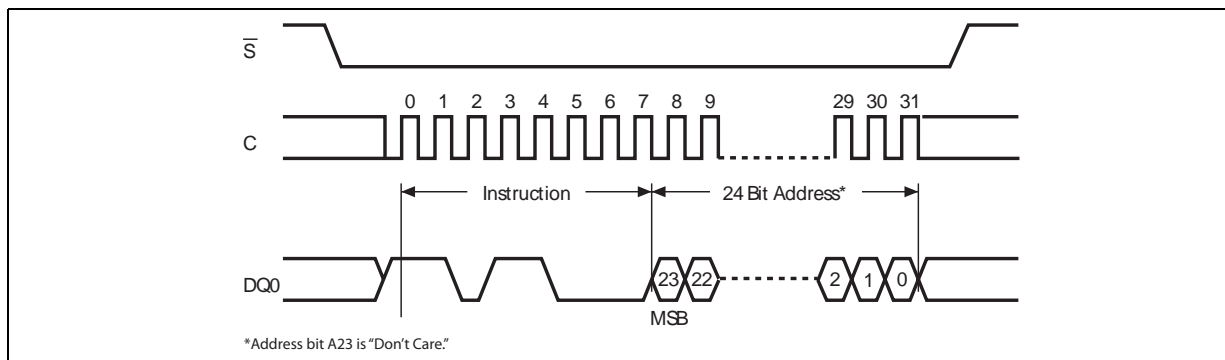 S
0 1 2 3 4 5 6 7 8 9 29 30 31
C
Instruction 24 Bit Address*
DQ0 23 22 2 1 0
MSB
*Address bit A23 is “Don’t Care.”